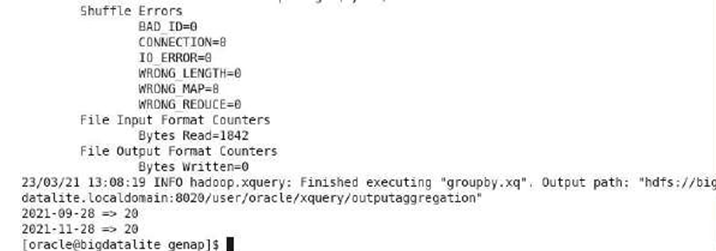 Shuffle Errors
BAD_ID=0
CONNECTION=0
IO_ERROR=0
WRONG_LENGTH=0
WRONG_MAP=0
WRONG_REDUCE=0
File Input Format Counters
Bytes Read=1842
File Output Format Counters
Bytes Written=0
23/03/21 13:08:19 INFO hadoop.xquery: Finished executing "groupby.xq". Output path: "hdfs://big
datalite.localdomain:8020/user/oracle/xquery/outputaggregation"
2021-09-28 => 20
2021-11-28 => 20
[oracle@bigdatalite genap]$